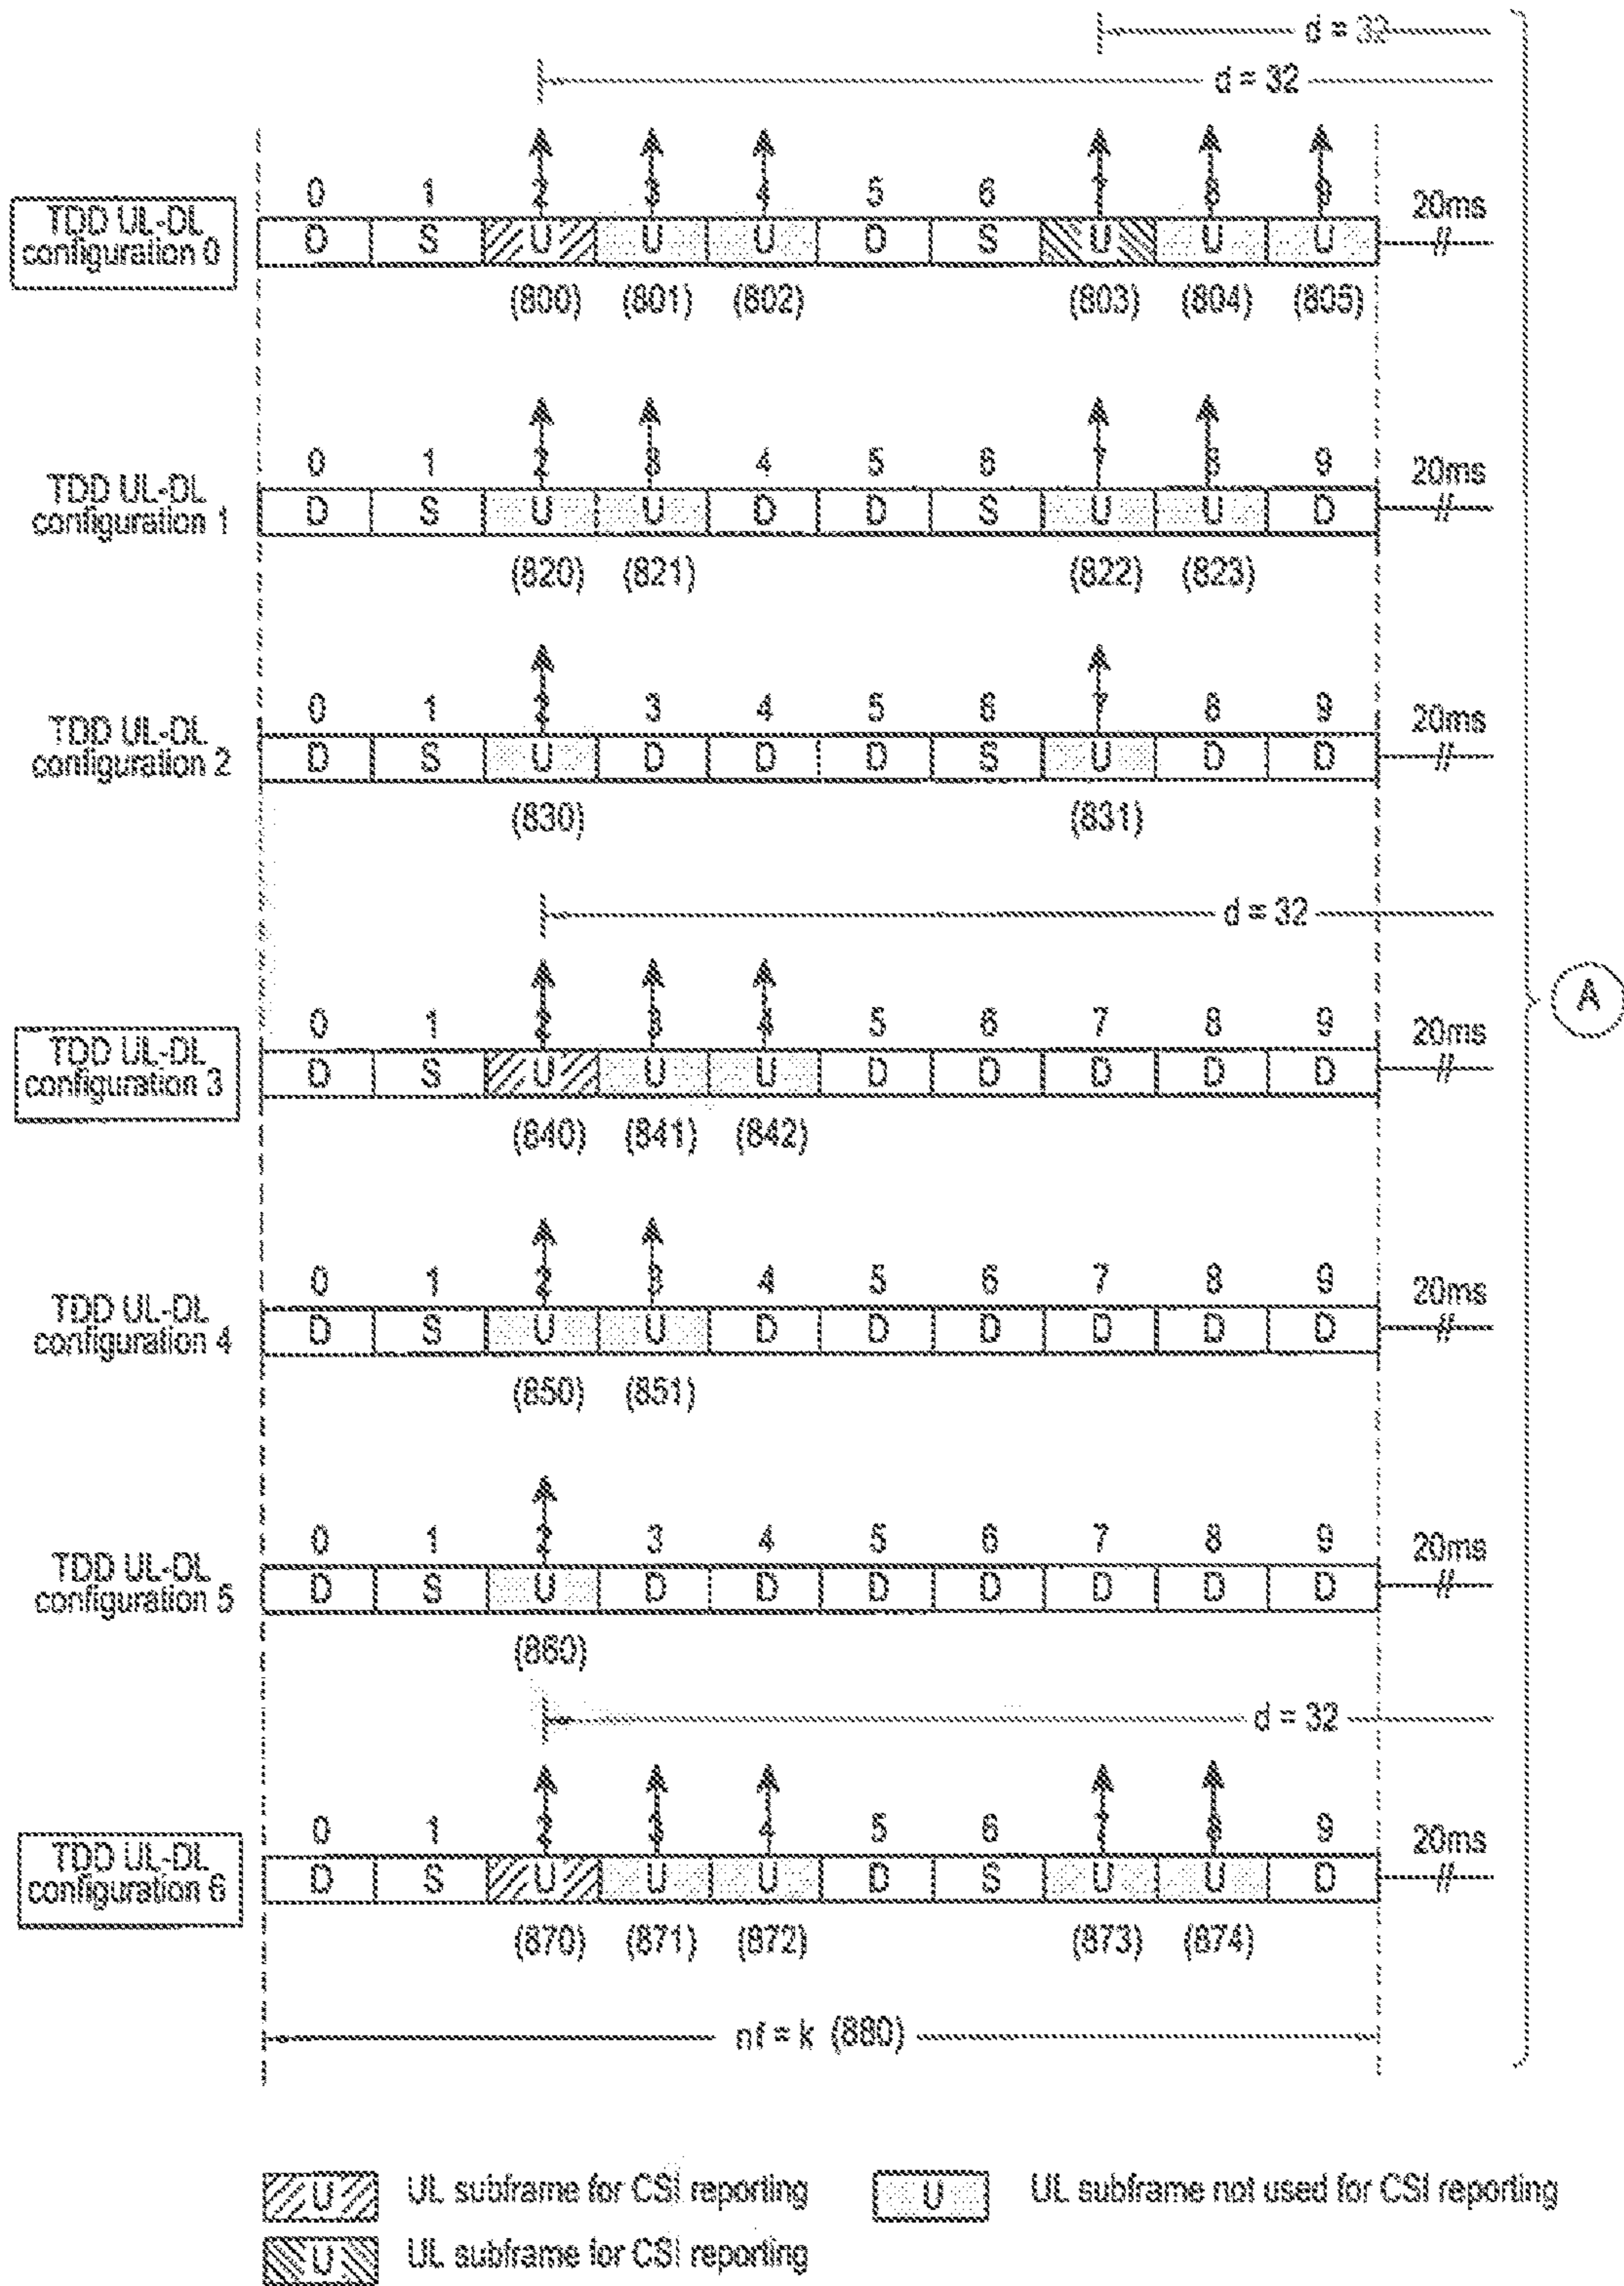 d = 32
d = 32
0 1 2 3 4 5 6 7 8 9 20ms
TDD UL-DL
configuration 0
D S U U U D S U U U
(800) (801) (802) (803) (804) (805)
0 1 2 3 4 5 6 7 8 9 20ms
TDD UL-DL
configuration 1
D S U U D D S U U D
(820) (821) (822) (823)
0 1 2 3 4 5 6 7 8 9 20ms
TDD UL-DL
configuration 2
D S U D D D S U D D
(830) (831)
d = 32
A
0 1 2 3 4 5 6 7 8 9 20ms
TDD UL-DL
configuration 3
D S U U U D D D D D
(840) (841) (842)
0 1 2 3 4 5 6 7 8 9 20ms
TDD UL-DL
configuration 4
D S U U D D D D D D
(850) (851)
0 1 2 3 4 5 6 7 8 9 20ms
TDD UL-DL
configuration 5
D S U D D D D D D D
(860)
d = 32
0 1 2 3 4 5 6 7 8 9 20ms
TDD UL-DL
configuration 6
D S U U U D S U U D
(870) (871) (872) (873) (874)
nf = k (880)
U UL subframe for CSI reporting U UL subframe not used for CSI reporting
U UL subframe for CSI reporting